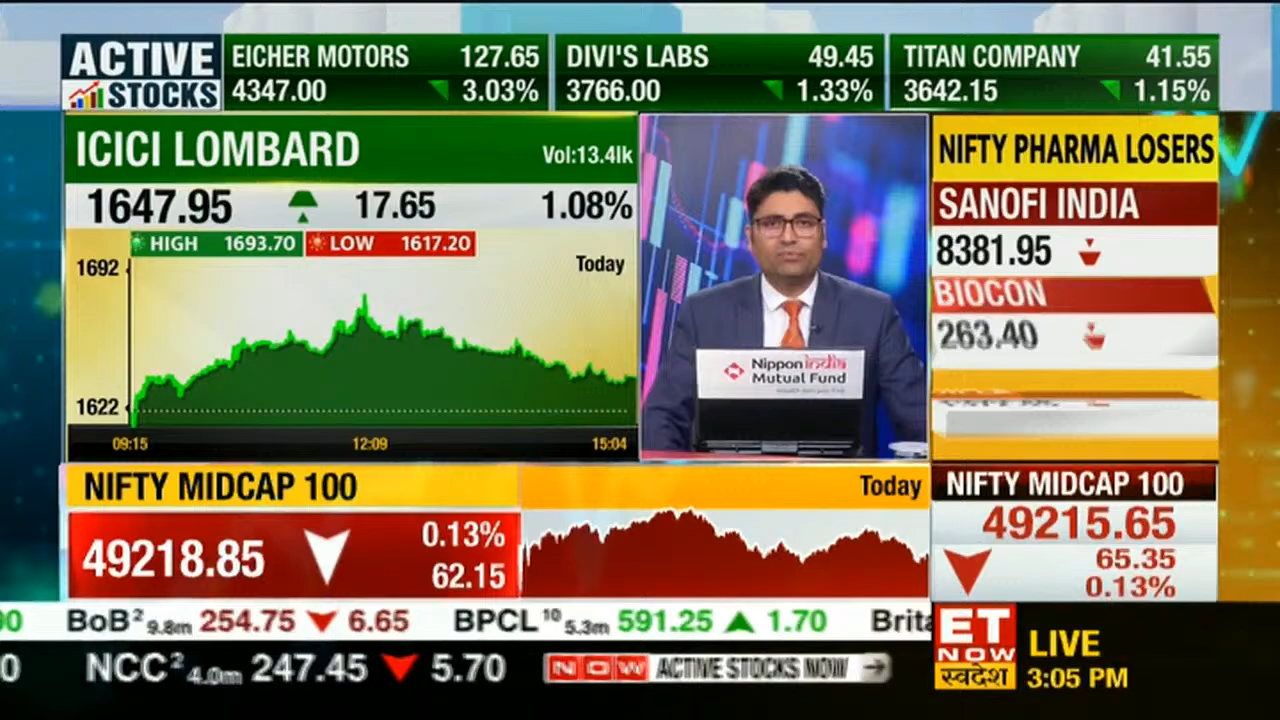 ACTIVE
STOCKS
EICHER MOTORS 127.65
4347.00 3.03%
DIVI'S LABS 49.45
3766.00 1.33%
TITAN COMPANY 41.55
3642.15 1.15%
ICICI LOMBARD Vol:13.4lk
1647.95 17.65 1.08%
HIGH 1693.70 LOW 1617.20
1692 Today
1622
09:15 12:09 15:04
Nippon india
Mutual Fund
NIFTY PHARMA LOSERS
SANOFI INDIA
8381.95
BIOCON
263.40
NIFTY MIDCAP 100 Today
49218.85 0.13%
62.15
NIFTY MIDCAP 100
49215.65
65.35
0.13%
BoB² 9.8m 254.75 6.65 BPCL¹⁰ 5.3m 591.25 1.70 Brita
NCC² 4.0m 247.45 5.70 NOW ACTIVE STOCKS NOW
ET
NOW
स्वदेश
LIVE
3:05 PM